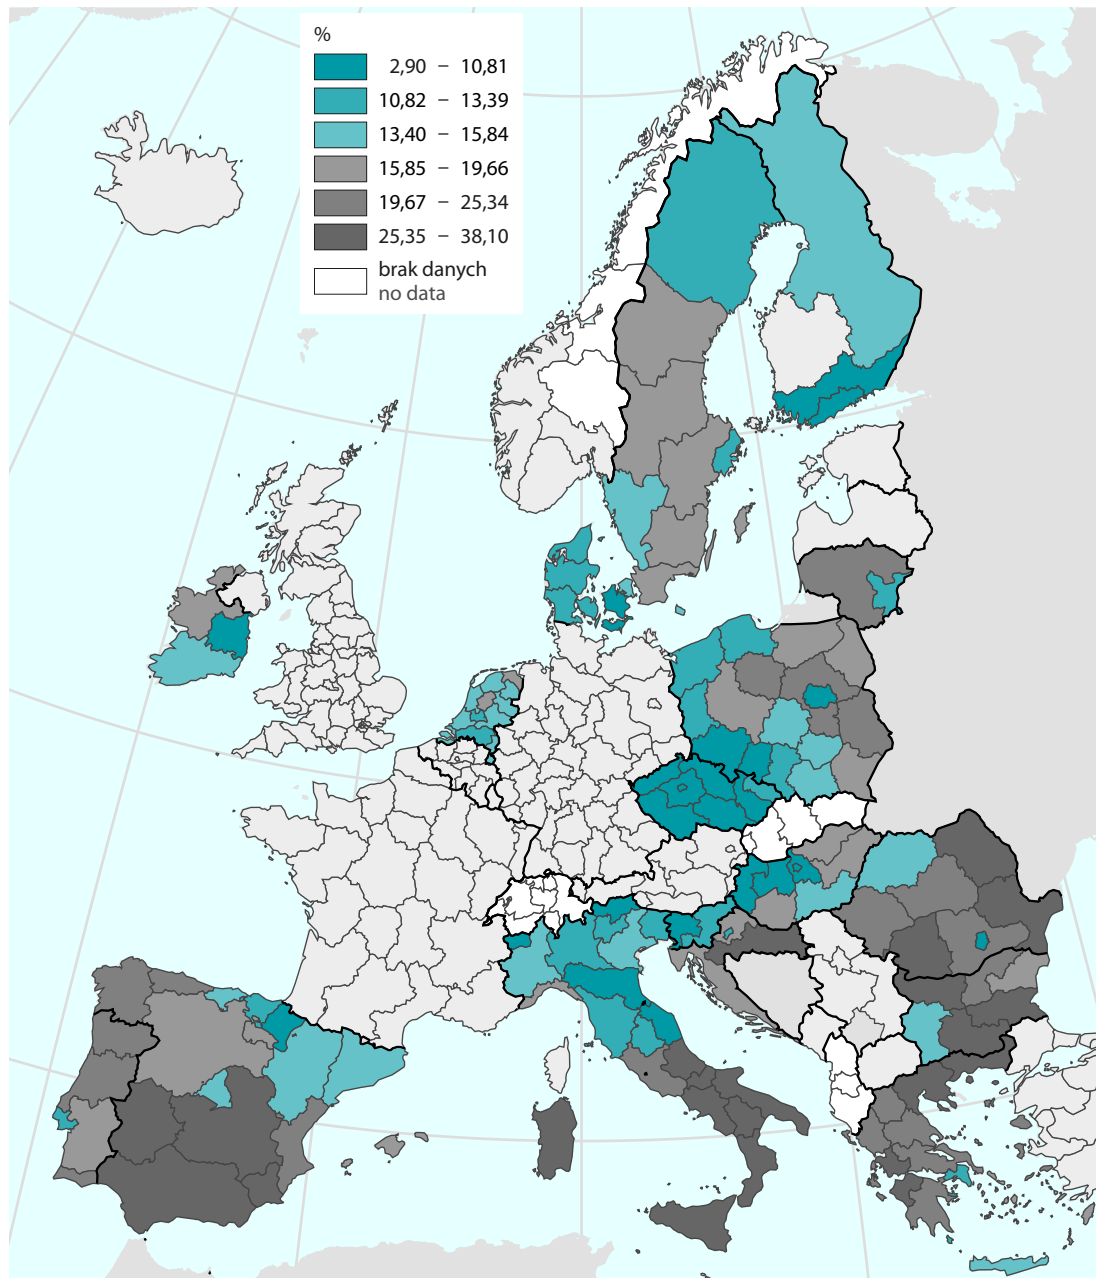 %
2,90 – 10,81
10,82 – 13,39
13,40 – 15,84
15,85 – 19,66
19,67 – 25,34
25,35 – 38,10
brak danych
no data